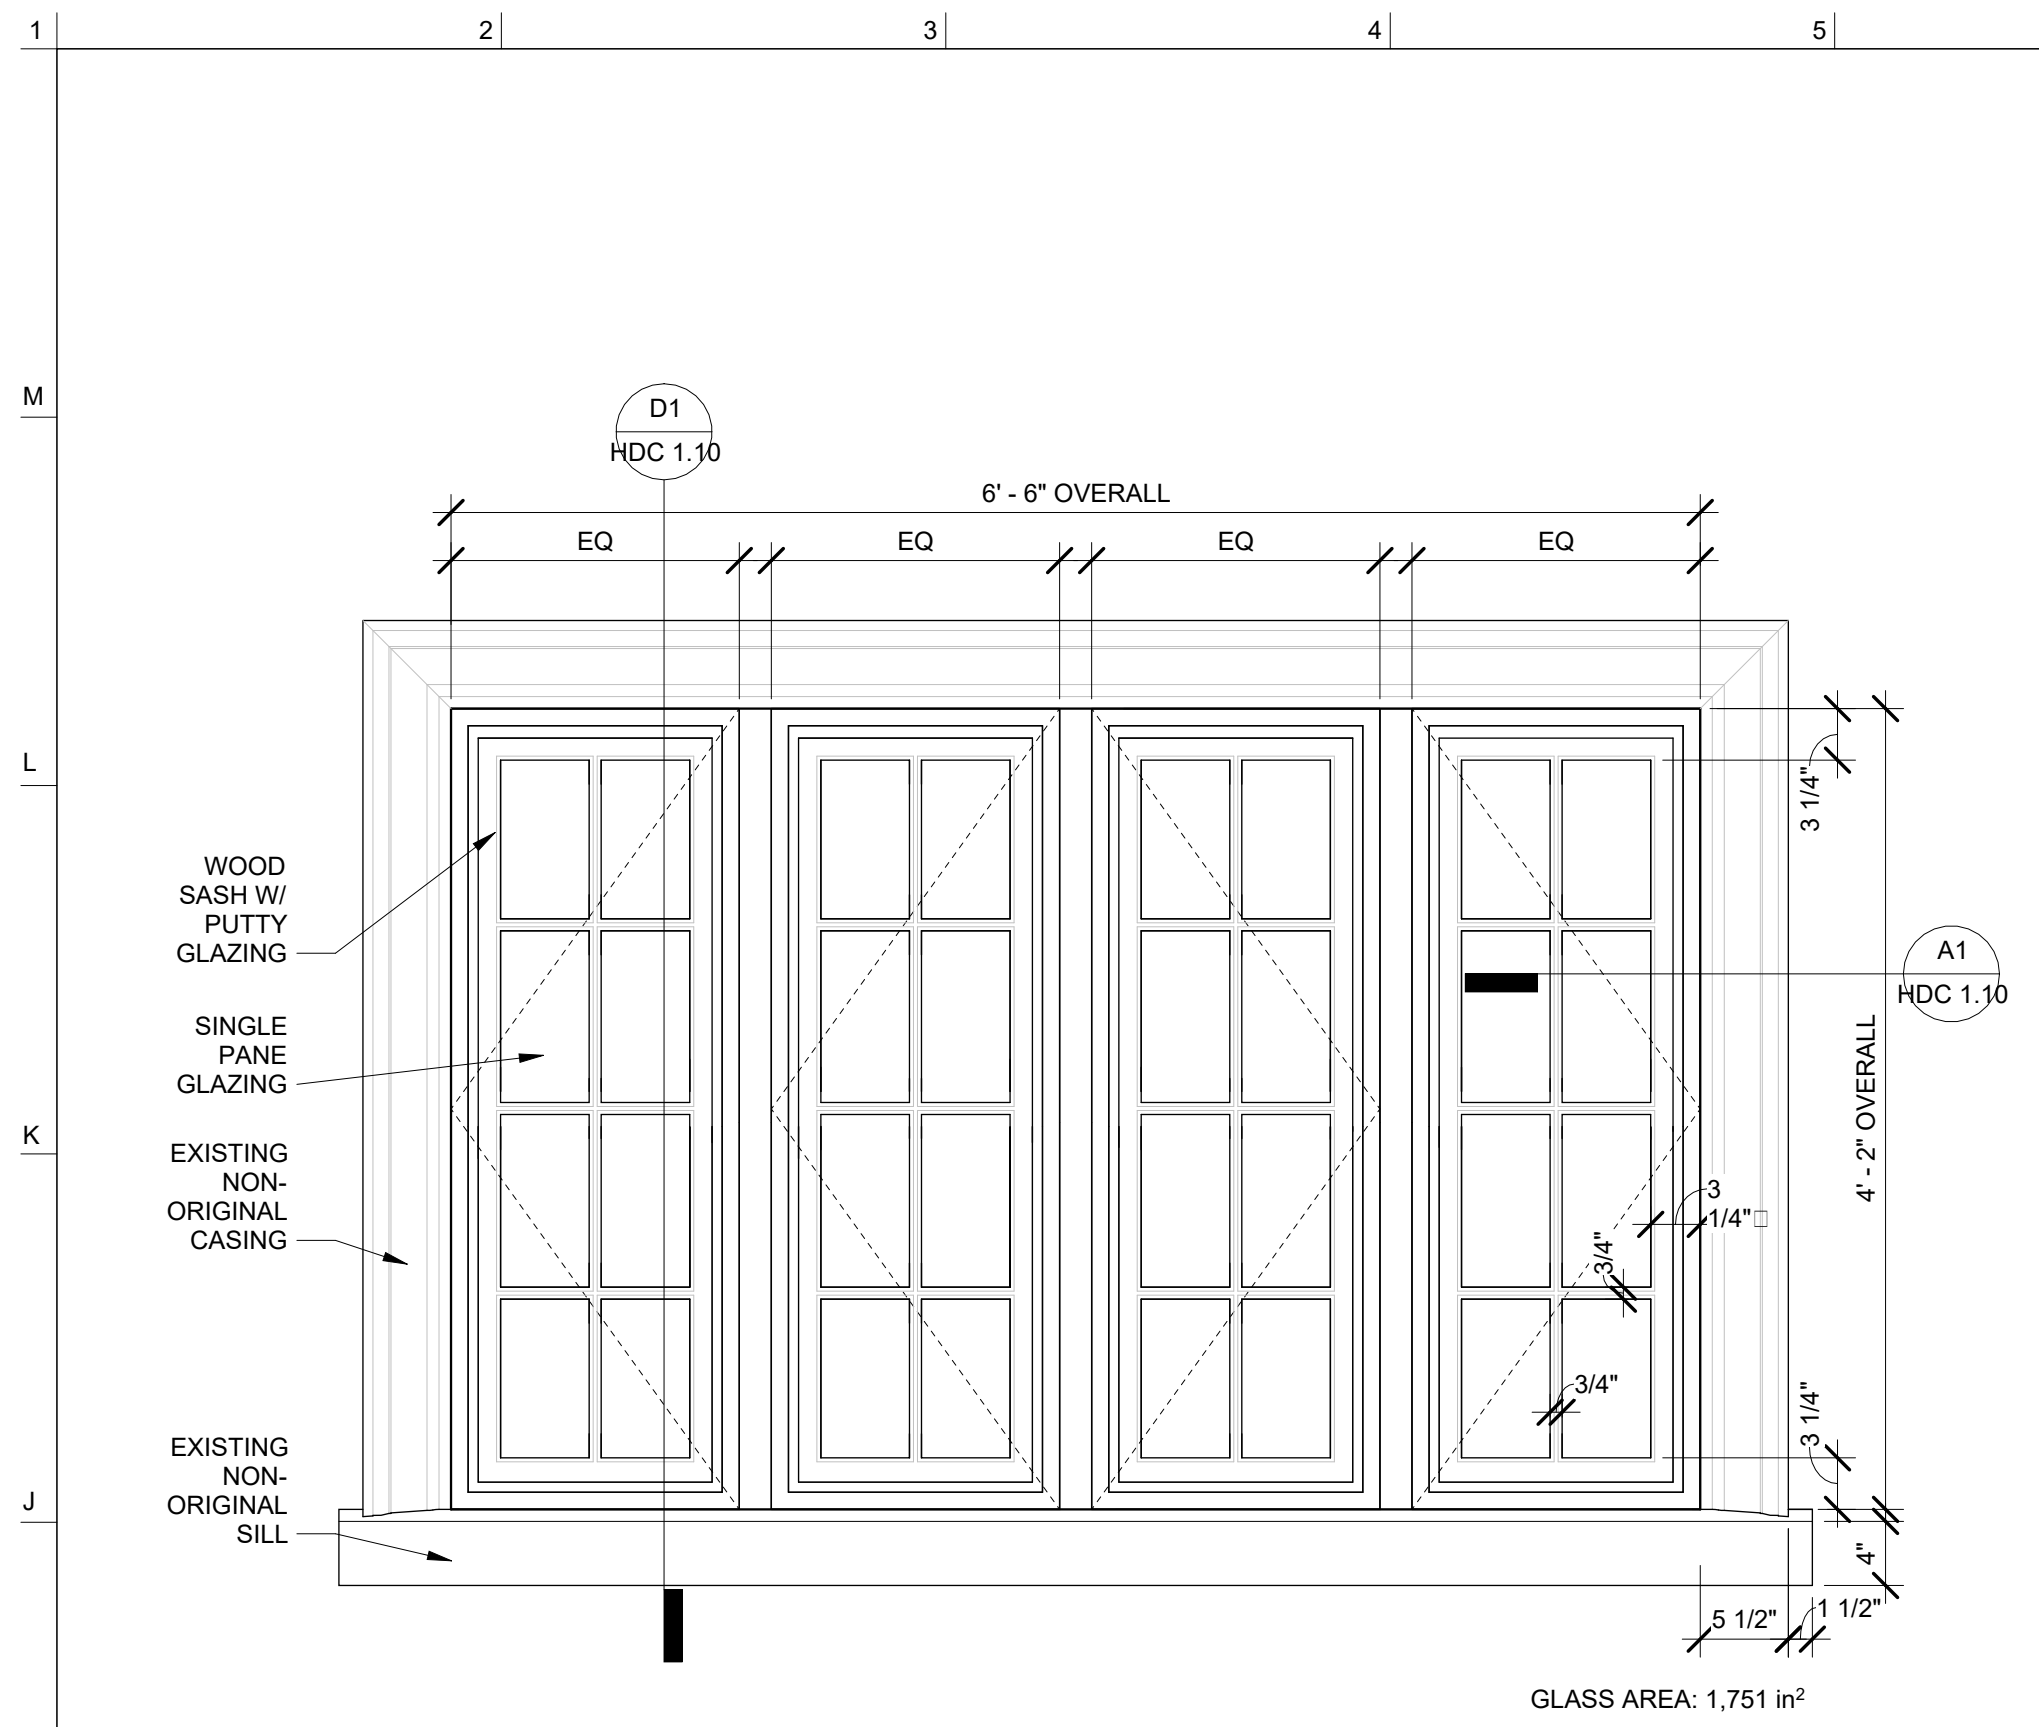 1
2
3
4
5
M
D1
HDC 1.10
6' - 6" OVERALL
EQ
EQ
EQ
EQ
L
3 1/4"
WOOD
SASH W/
PUTTY
GLAZING
A1
HDC 1.10
SINGLE
PANE
GLAZING
4' - 2" OVERALL
K
EXISTING
NON-
ORIGINAL
CASING
3
1/4"
3/4"
3/4"
3 1/4"
EXISTING
NON-
ORIGINAL
SILL
J
4"
5 1/2"
1 1/2"
GLASS AREA: 1,751 in²